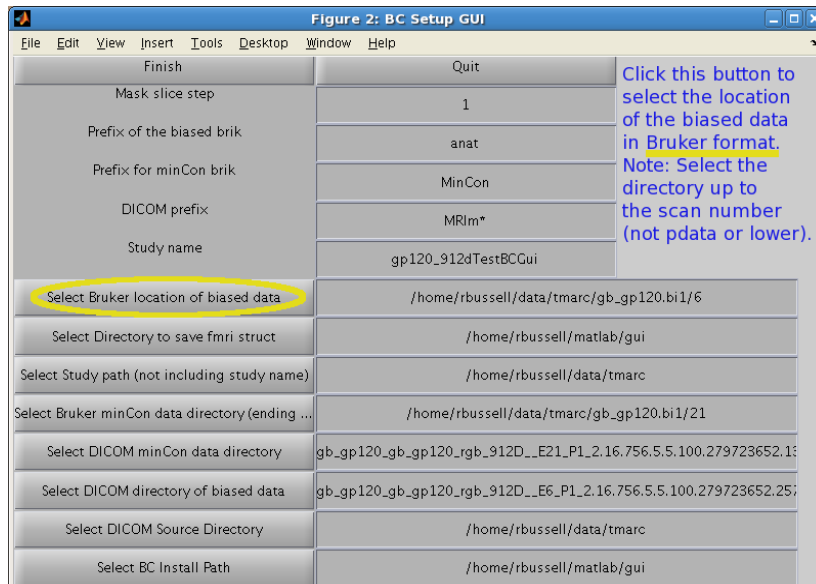 Figure 2: BC Setup GUI
File Edit View Insert Tools Desktop Window Help
Finish Quit
Mask slice step 1
Prefix of the biased brik anat
Prefix for minCon brik MinCon
DICOM prefix MRIm*
Study name gp120_912dTestBCGui
Click this button to
select the location
of the biased data
in Bruker format.
Note: Select the
directory up to
the scan number
(not pdata or lower).
Select Bruker location of biased data /home/rbussell/data/tmarc/gb_gp120.bi1/6
Select Directory to save fmri struct /home/rbussell/matlab/gui
Select Study path (not including study name) /home/rbussell/data/tmarc
Select Bruker minCon data directory (ending ... /home/rbussell/data/tmarc/gb_gp120.bi1/21
Select DICOM minCon data directory gb_gp120_gb_gp120_rgb_912D__E21_P1_2.16.756.5.5.100.279723652.13
Select DICOM directory of biased data gb_gp120_gb_gp120_rgb_912D__E6_P1_2.16.756.5.5.100.279723652.257
Select DICOM Source Directory /home/rbussell/data/tmarc
Select BC Install Path /home/rbussell/matlab/gui